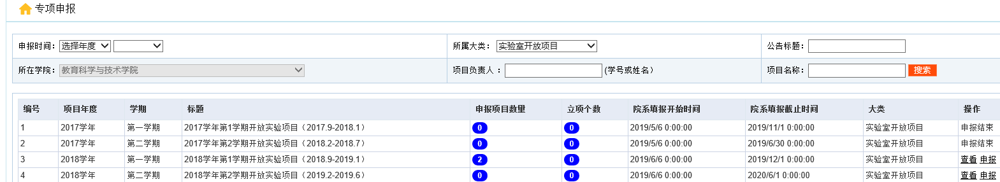 专项申报
申报时间: 选择年度 所属大类: 实验室开放项目 公告标题:
所在学院: 教育科学与技术学院 项目负责人 : (学号或姓名) 项目名称: 搜索
编号 项目年度 学期 标题 申报项目数量 立项个数 院系填报开始时间 院系填报截止时间 大类 操作
1 2017学年 第一学期 2017学年第1学期开放实验项目（2017.9-2018.1） 0 0 2019/5/6 0:00:00 2019/11/1 0:00:00 实验室开放项目 申报结束
2 2017学年 第二学期 2017学年第2学期开放实验项目（2018.2-2018.7） 0 0 2019/5/6 0:00:00 2019/6/30 0:00:00 实验室开放项目 申报结束
3 2018学年 第一学期 2018学年第1学期开放实验项目（2018.9-2019.1） 2 0 2019/6/6 0:00:00 2019/12/1 0:00:00 实验室开放项目 查看 申报
4 2018学年 第二学期 2018学年第2学期开放实验项目（2019.2-2019.6） 0 0 2019/6/6 0:00:00 2020/6/1 0:00:00 实验室开放项目 查看 申报